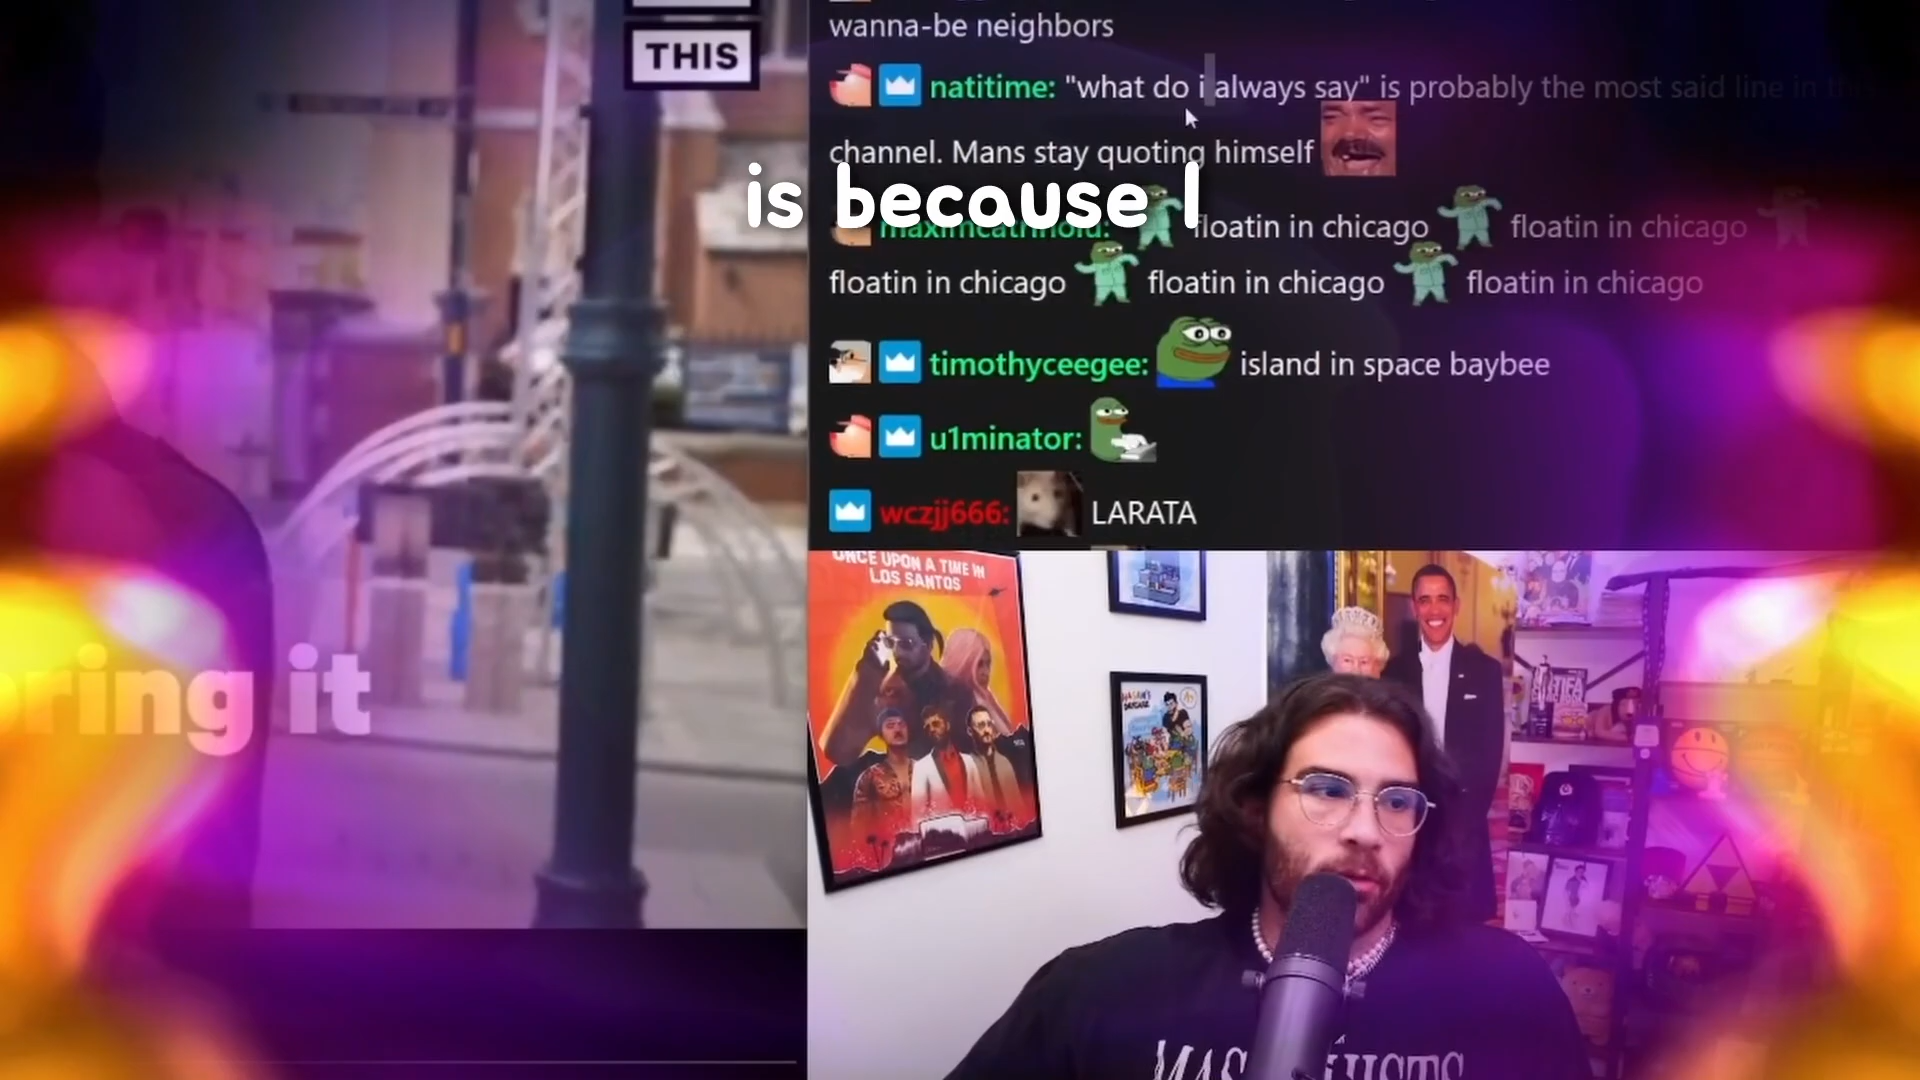 THIS
wanna-be neighbors
natitime: "what do i always say" is probably the most said line in this
channel. Mans stay quoting himself
is because I
floatin in chicago floatin in chicago
floatin in chicago floatin in chicago floatin in chicago
timothyceegee: island in space baybee
u1minator:
wczjj666: LARATA
ring it
ONCE UPON A TIME IN
LOS SANTOS
HASAN'S